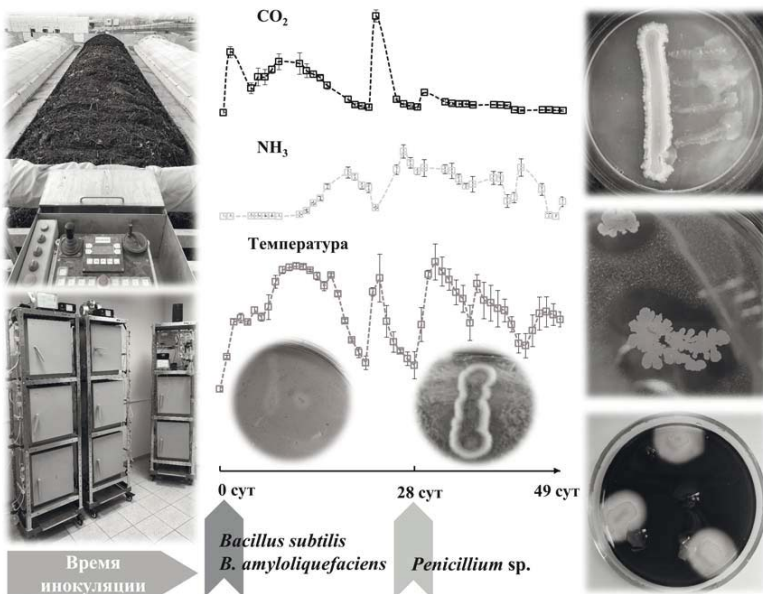 CO₂
NH₃
Температура
0 сут
28 сут
49 сут
Время
инокуляции
Bacillus subtilis
B. amyloliquefaciens
Penicillium sp.